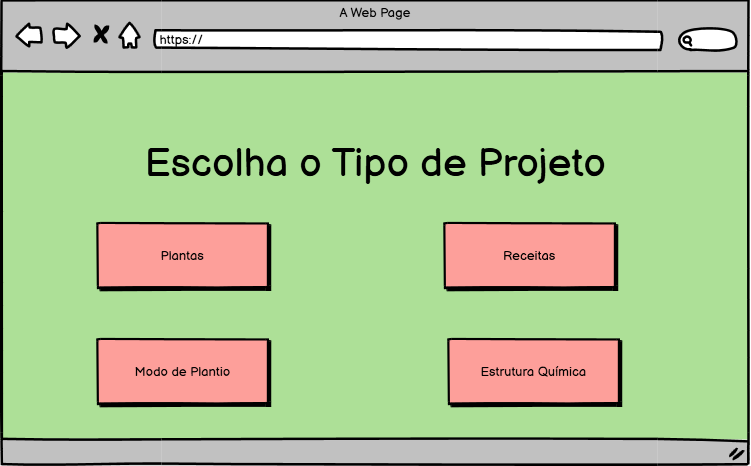 A Web Page
https://
Escolha o Tipo de Projeto
Plantas
Receitas
Modo de Plantio
Estrutura Química